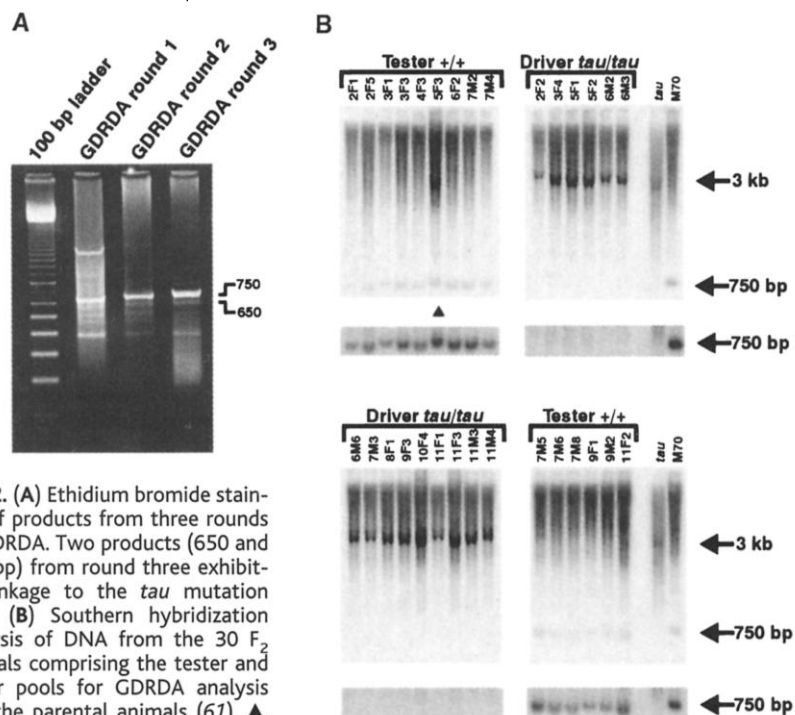 A
100 bp ladder
GDRDA round 1
GDRDA round 2
GDRDA round 3
750
650
2. (A) Ethidium bromide stain-
f products from three rounds
DRDA. Two products (650 and
bp) from round three exhibit-
nkage to the tau mutation
(B) Southern hybridization
sis of DNA from the 30 F2
als comprising the tester and
r pools for GDRDA analysis
the parental animals (61). ▲
B
Tester +/+
2F1 2F5 3F1 3F3 4F3 5F3 6F2 7M2 7M4
Driver tau/tau
2F2 3F4 5F1 5F2 6M2 6M3 tau M70
3 kb
750 bp
▲
750 bp
Driver tau/tau
6M6 7M3 8F1 9F3 10F4 11F1 11F3 11M3 11M4
Tester +/+
7M5 7M6 7M8 9F1 9M2 11F2 tau M70
3 kb
750 bp
750 bp